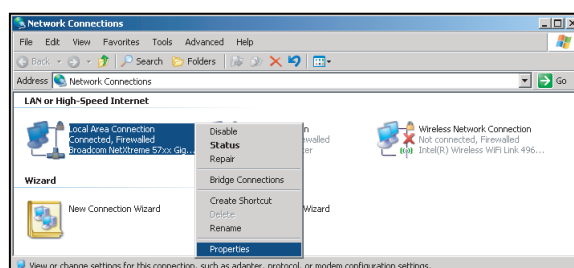 Network Connections
File Edit View Favorites Tools Advanced Help
Back Search Folders
Address Network Connections Go
LAN or High-Speed Internet
Local Area Connection
Connected, Firewalled
Broadcom NetXtreme 57xx Gig...
Disable
Status
Repair
Bridge Connections
Create Shortcut
Delete
Rename
Properties
Wireless Network Connection
Not connected, Firewalled
Intel(R) Wireless WiFi Link 496...
Wizard
New Connection Wizard
Wizard
View or change settings for this connection, such as adapter, protocol, or modem configuration settings.